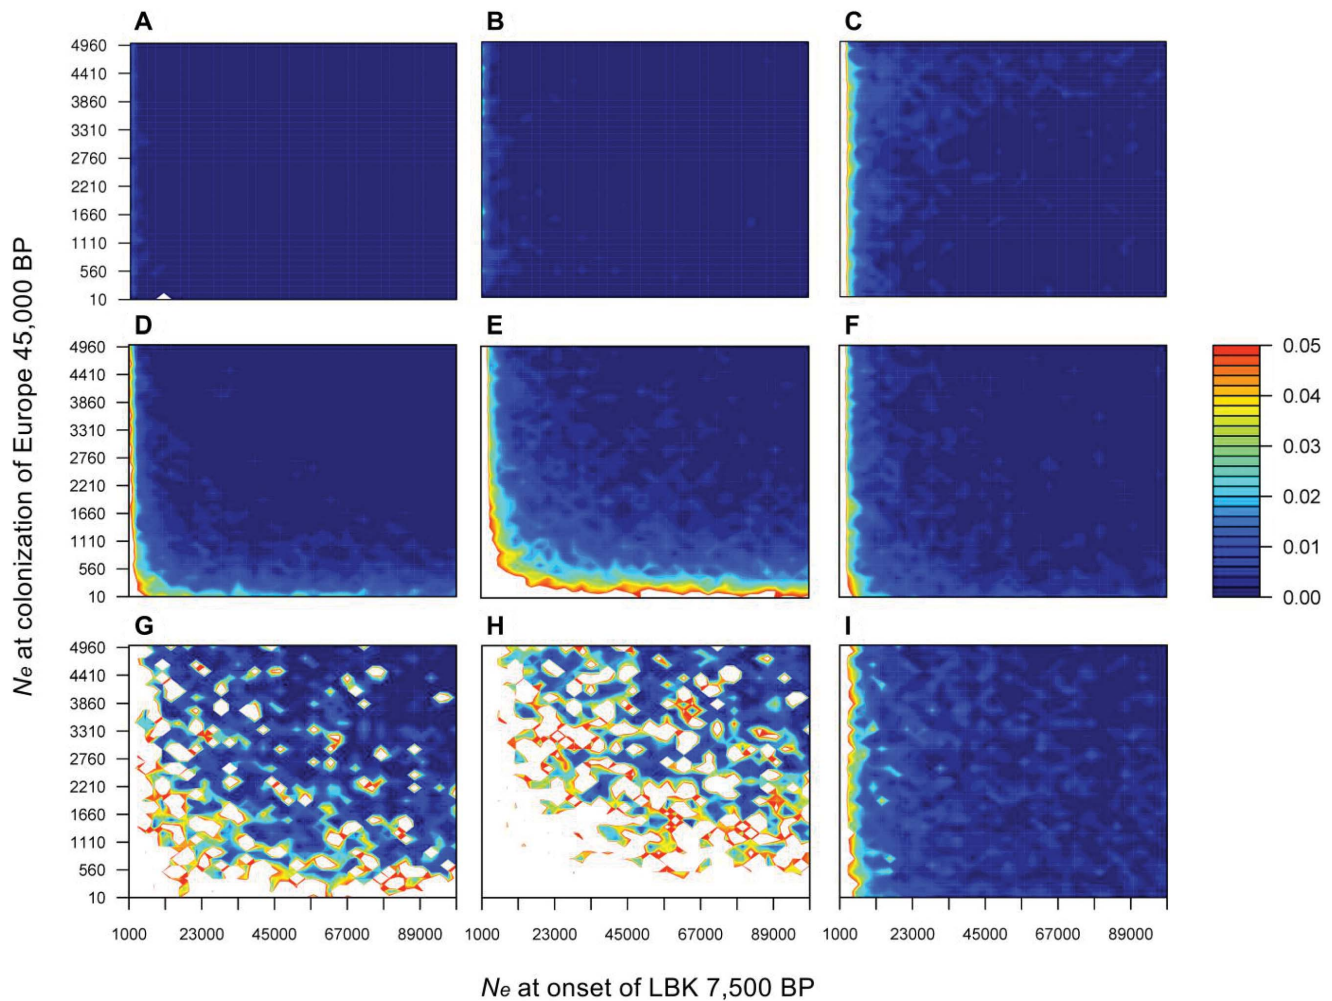 A
B
C
4960
4410
3860
3310
2760
2210
1660
1110
560
10
D
E
F
4960
4410
3860
3310
2760
2210
1660
1110
560
10
0.05
0.04
0.03
0.02
0.01
0.00
G
H
I
4960
4410
3860
3310
2760
2210
1660
1110
560
10
1000 23000 45000 67000 89000
1000 23000 45000 67000 89000
1000 23000 45000 67000 89000
Ne at colonization of Europe 45,000 BP
Ne at onset of LBK 7,500 BP